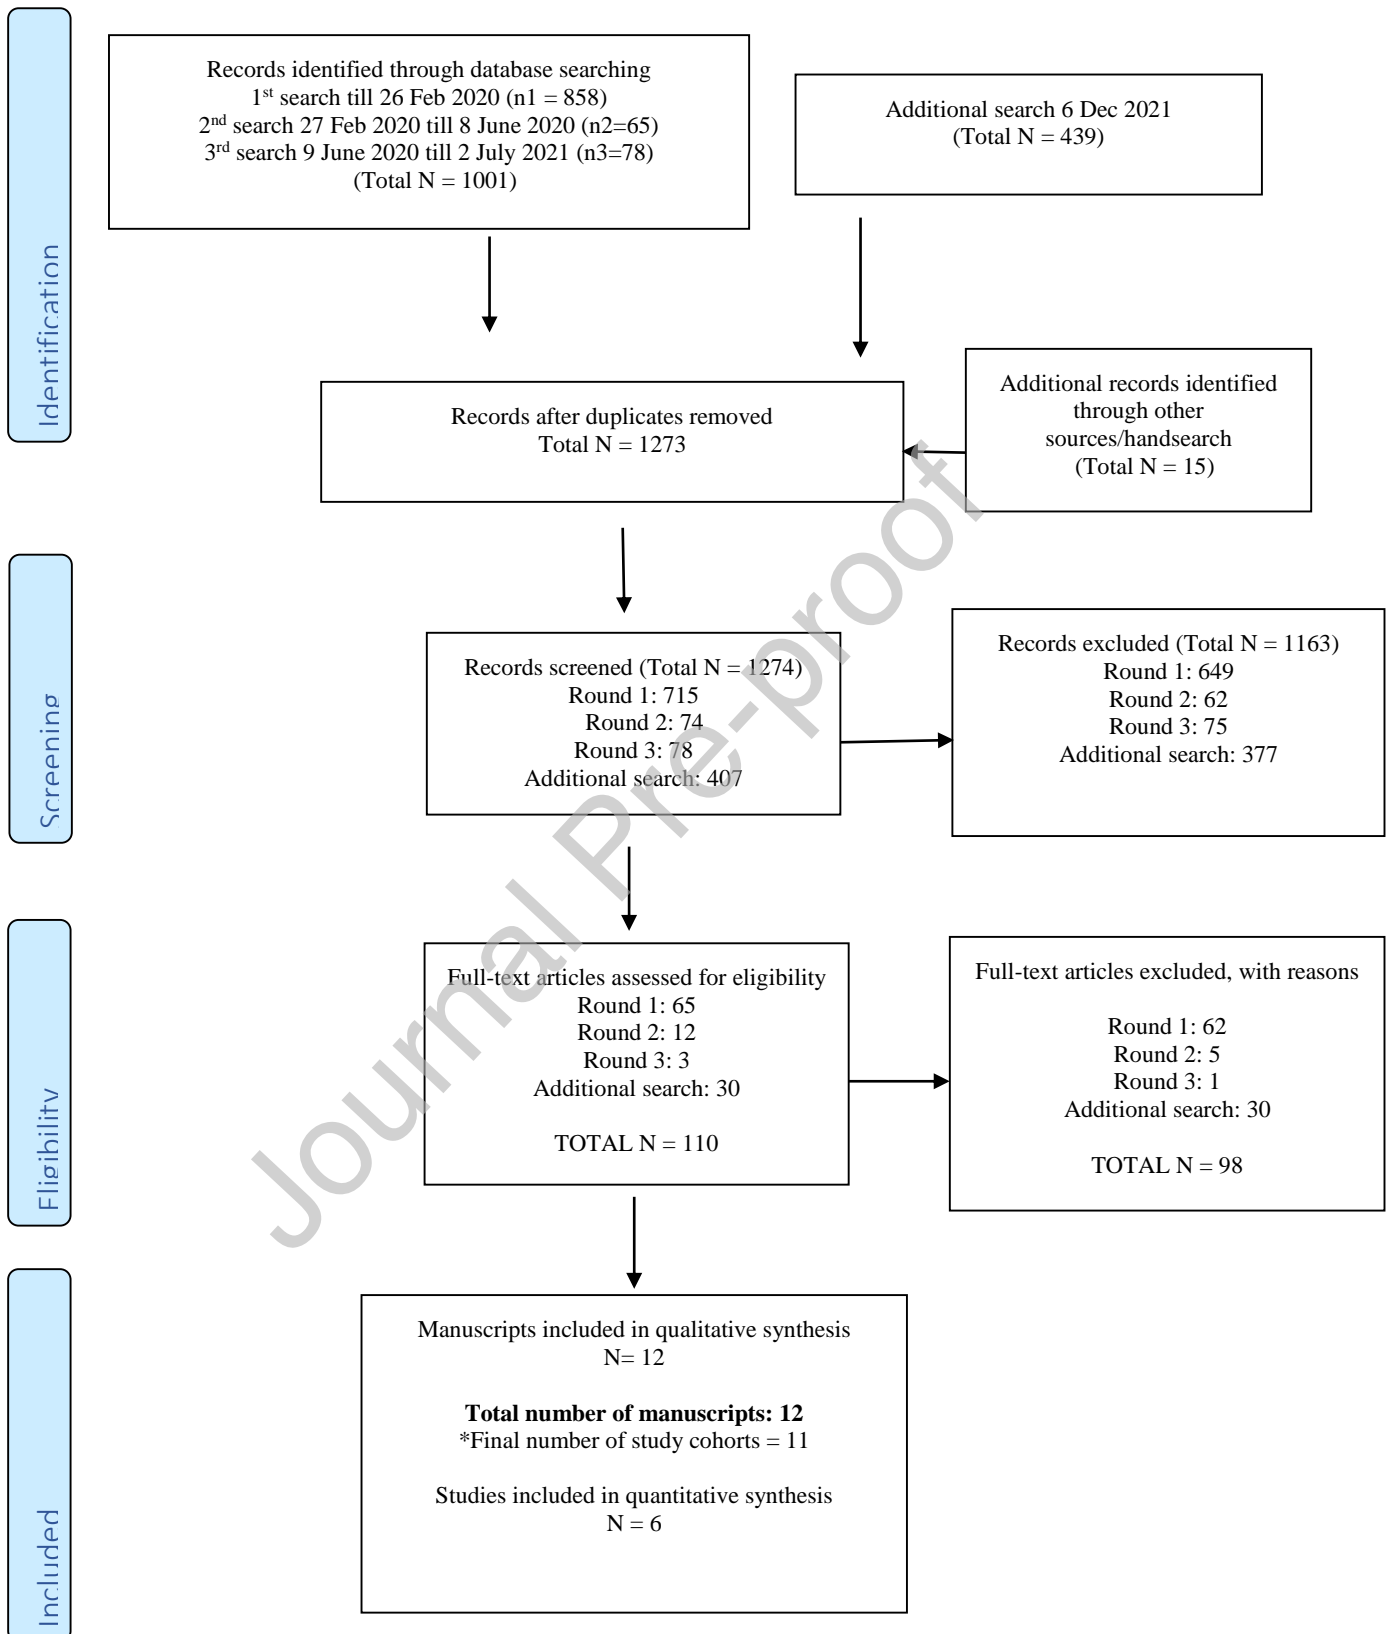 Identification
Records identified through database searching
1st search till 26 Feb 2020 (n1 = 858)
2nd search 27 Feb 2020 till 8 June 2020 (n2=65)
3rd search 9 June 2020 till 2 July 2021 (n3=78)
(Total N = 1001)
Additional search 6 Dec 2021
(Total N = 439)
Records after duplicates removed
Total N = 1273
Additional records identified
through other
sources/handsearch
(Total N = 15)
Screening
Records screened (Total N = 1274)
Round 1: 715
Round 2: 74
Round 3: 78
Additional search: 407
Records excluded (Total N = 1163)
Round 1: 649
Round 2: 62
Round 3: 75
Additional search: 377
Eligibility
Full-text articles assessed for eligibility
Round 1: 65
Round 2: 12
Round 3: 3
Additional search: 30
TOTAL N = 110
Full-text articles excluded, with reasons
Round 1: 62
Round 2: 5
Round 3: 1
Additional search: 30
TOTAL N = 98
Included
Manuscripts included in qualitative synthesis
N= 12
Total number of manuscripts: 12
*Final number of study cohorts = 11
Studies included in quantitative synthesis
N = 6
Journal Pre-proof